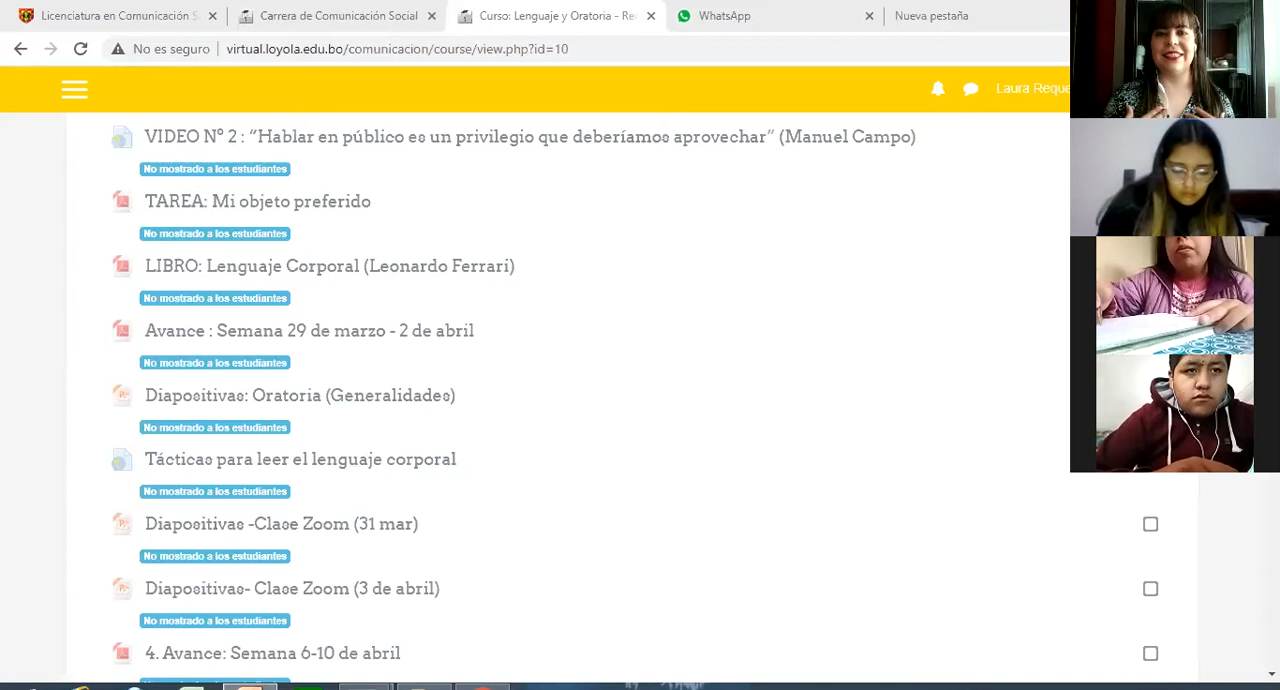 Licenciatura en Comunicación S
Carrera de Comunicación Social
Curso: Lenguaje y Oratoria - Re
WhatsApp
Nueva pestaña
No es seguro
virtual.loyola.edu.bo/comunicacion/course/view.php?id=10
Laura Reque
VIDEO Nº 2 : “Hablar en público es un privilegio que deberíamos aprovechar” (Manuel Campo)
No mostrado a los estudiantes
TAREA: Mi objeto preferido
No mostrado a los estudiantes
LIBRO: Lenguaje Corporal (Leonardo Ferrari)
No mostrado a los estudiantes
Avance : Semana 29 de marzo - 2 de abril
No mostrado a los estudiantes
Diapositivas: Oratoria (Generalidades)
No mostrado a los estudiantes
Tácticas para leer el lenguaje corporal
No mostrado a los estudiantes
Diapositivas -Clase Zoom (31 mar)
No mostrado a los estudiantes
Diapositivas- Clase Zoom (3 de abril)
No mostrado a los estudiantes
4. Avance: Semana 6-10 de abril